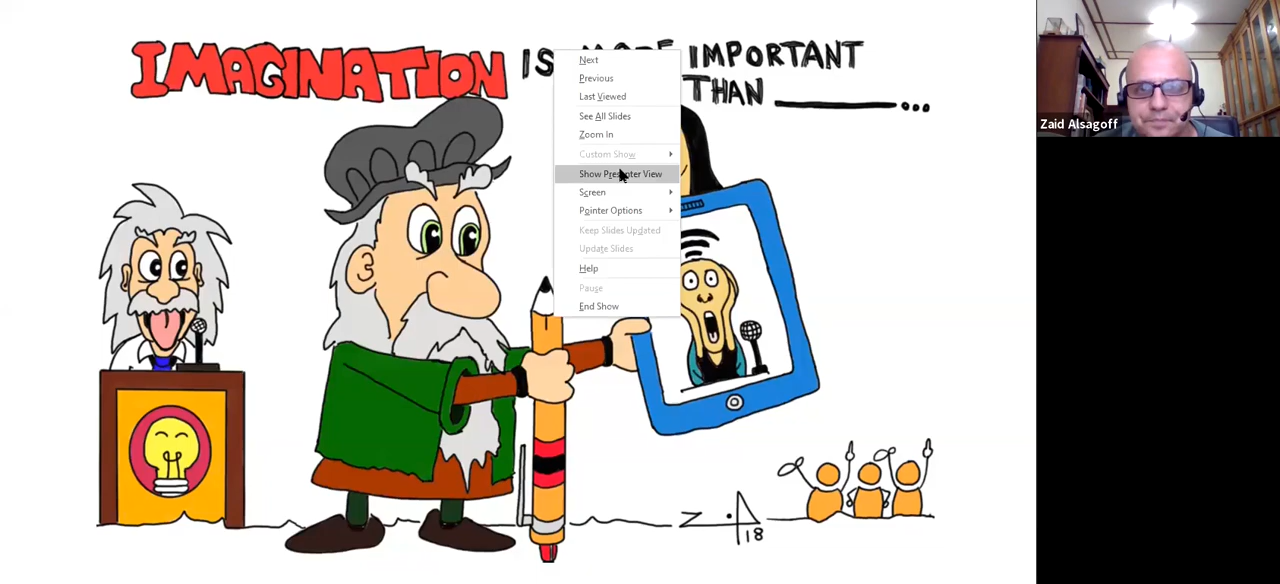 IMAGINATION IS MORE IMPORTANT
THAN ...
Next
Previous
Last Viewed
See All Slides
Zoom In
Custom Show
Show Presenter View
Screen
Pointer Options
Keep Slides Updated
Update Slides
Help
Pause
End Show
18
Zaid Alsagoff